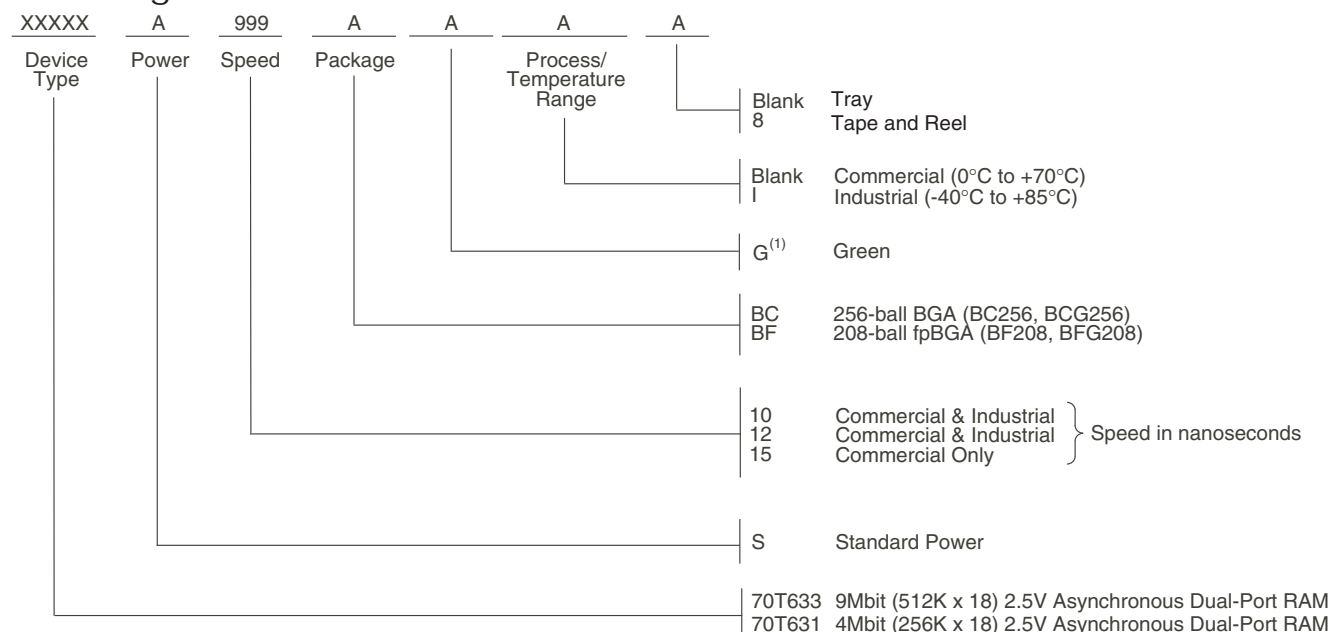 XXXXX A 999 A A A A
Device Type
Power
Speed
Package
Process/
Temperature
Range
Blank Tray
8 Tape and Reel
Blank Commercial (0°C to +70°C)
I Industrial (-40°C to +85°C)
G(1) Green
BC 256-ball BGA (BC256, BCG256)
BF 208-ball fpBGA (BF208, BFG208)
10 Commercial & Industrial
12 Commercial & Industrial
15 Commercial Only
Speed in nanoseconds
S Standard Power
70T633 9Mbit (512K x 18) 2.5V Asynchronous Dual-Port RAM
70T631 4Mbit (256K x 18) 2.5V Asynchronous Dual-Port RAM